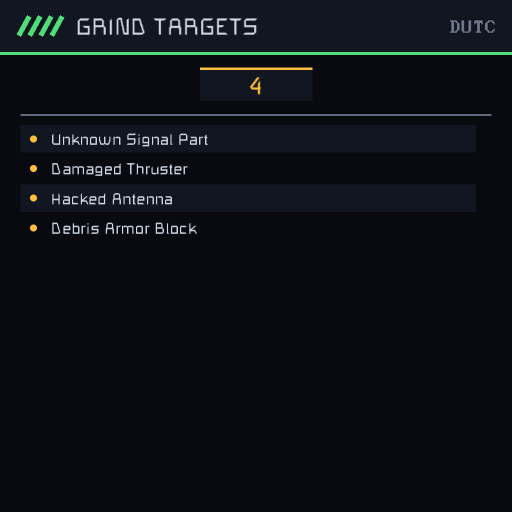 GRIND TARGETS
DUTC
4
Unknown Signal Part
Damaged Thruster
Hacked Antenna
Debris Armor Block